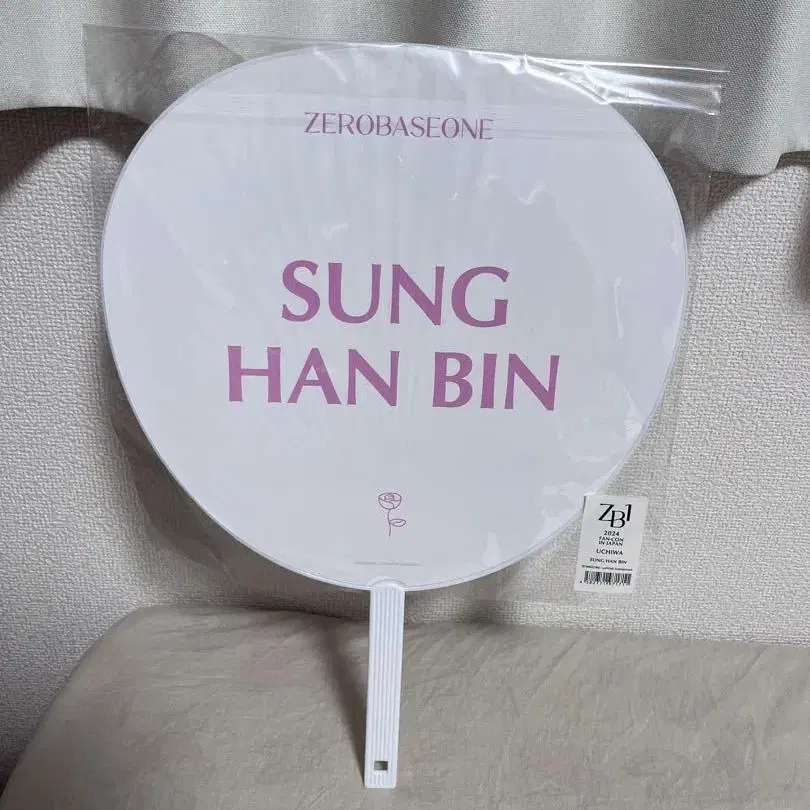 ZEROBASEONE
SUNG
HAN BIN
ZB1
2024
FAN-CON
IN JAPAN
UCHIWA
SUNG HAN BIN